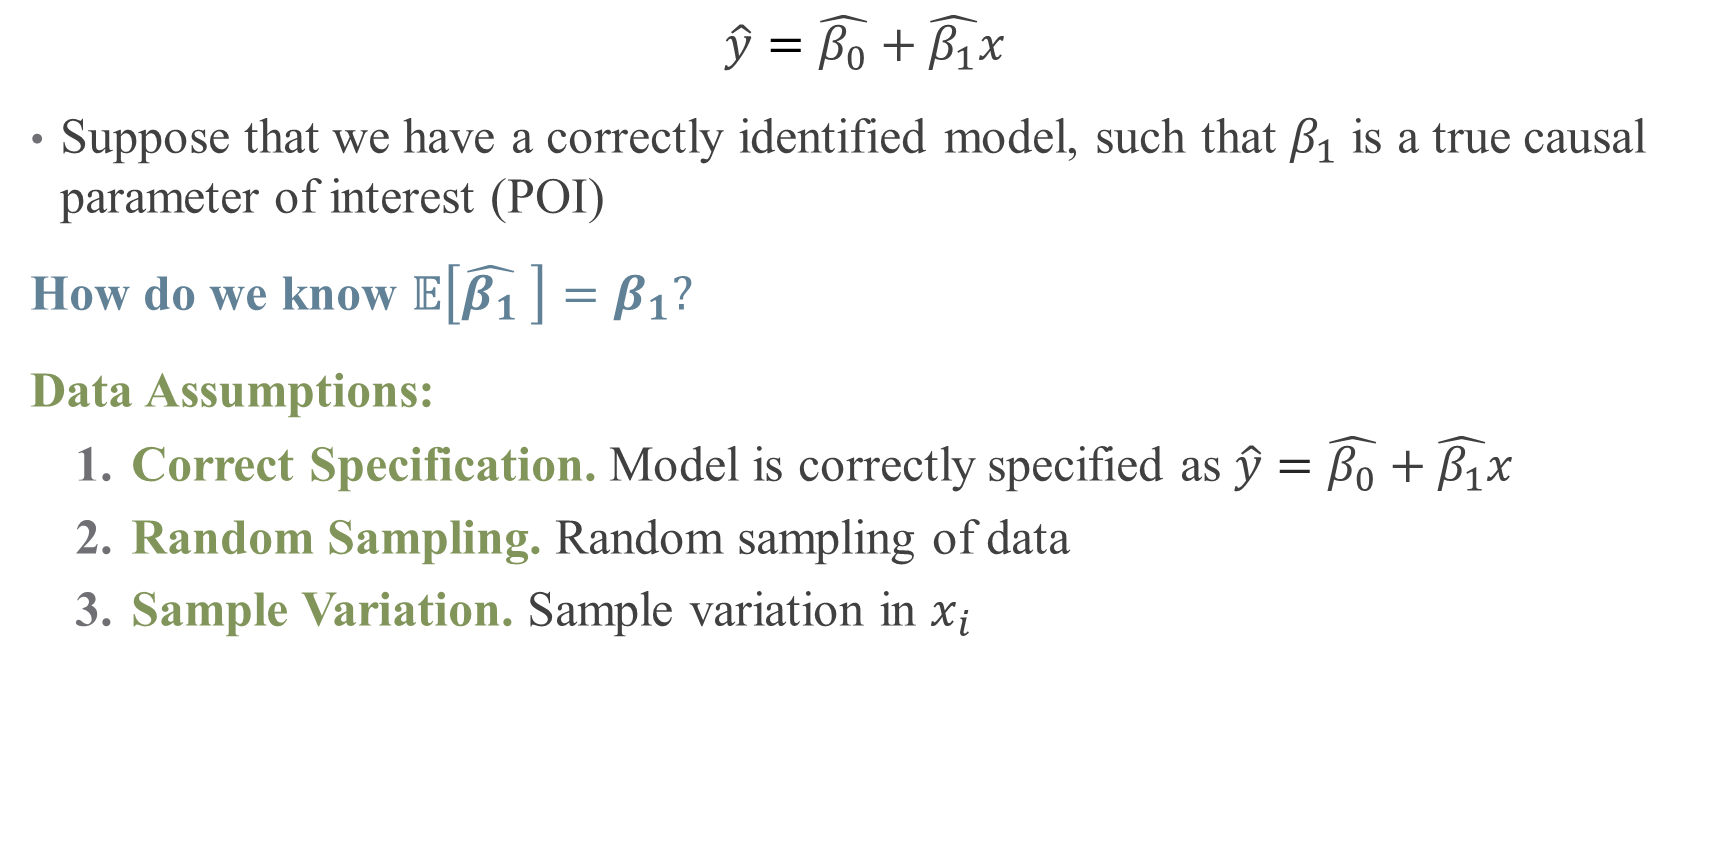 ŷ = β̂₀ + β̂₁x
• Suppose that we have a correctly identified model, such that β₁ is a true causal
parameter of interest (POI)
How do we know 𝔼[β̂₁ ] = β₁?
Data Assumptions:
1. Correct Specification. Model is correctly specified as ŷ = β̂₀ + β̂₁x
2. Random Sampling. Random sampling of data
3. Sample Variation. Sample variation in xᵢ